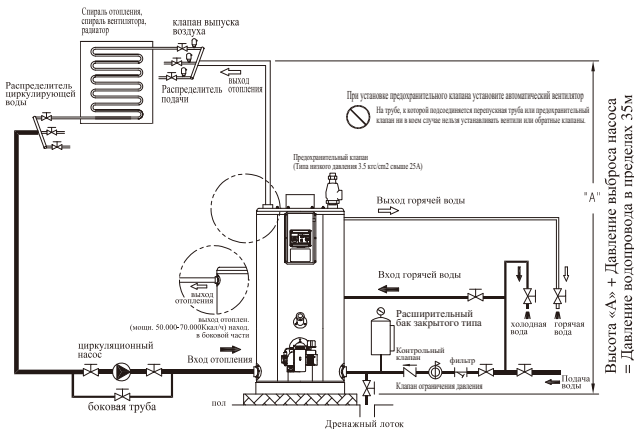 Спираль отопления,
спираль вентилятора,
радиатор
клапан выпуска
воздуха
Распределитель
циркулирующей
воды
Распределитель
подачи
выход
отопления
При установке предохранительного клапана установите автоматический вентилятор
На трубе, к которой подсоединяется перепускная труба или предохранительный
клапан ни в коем случае нельзя устанавливать вентили или обратные клапаны.
Предохранительный клапан
(Типа низкого давления 3.5 кгс/cm2 свыше 25A)
"A"
Высота «А» + Давление выброса насоса
= Давление водопровода в пределах 35м
Выход горячей воды
Вход горячей воды
выход
отопления
выход отоплен.
(мощн. 50.000-70.000Ккал/ч) наход.
в боковой части
Расширительный
бак закрытого типа
холодная
вода
горячая
вода
циркуляционный
насос
Вход отопления
Контрольный
клапан
фильтр
Клапан ограничения давления
Подача
воды
боковая труба
пол
Дренажный лоток